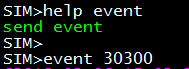 SIM>help event
send event
SIM>
SIM>event 30300